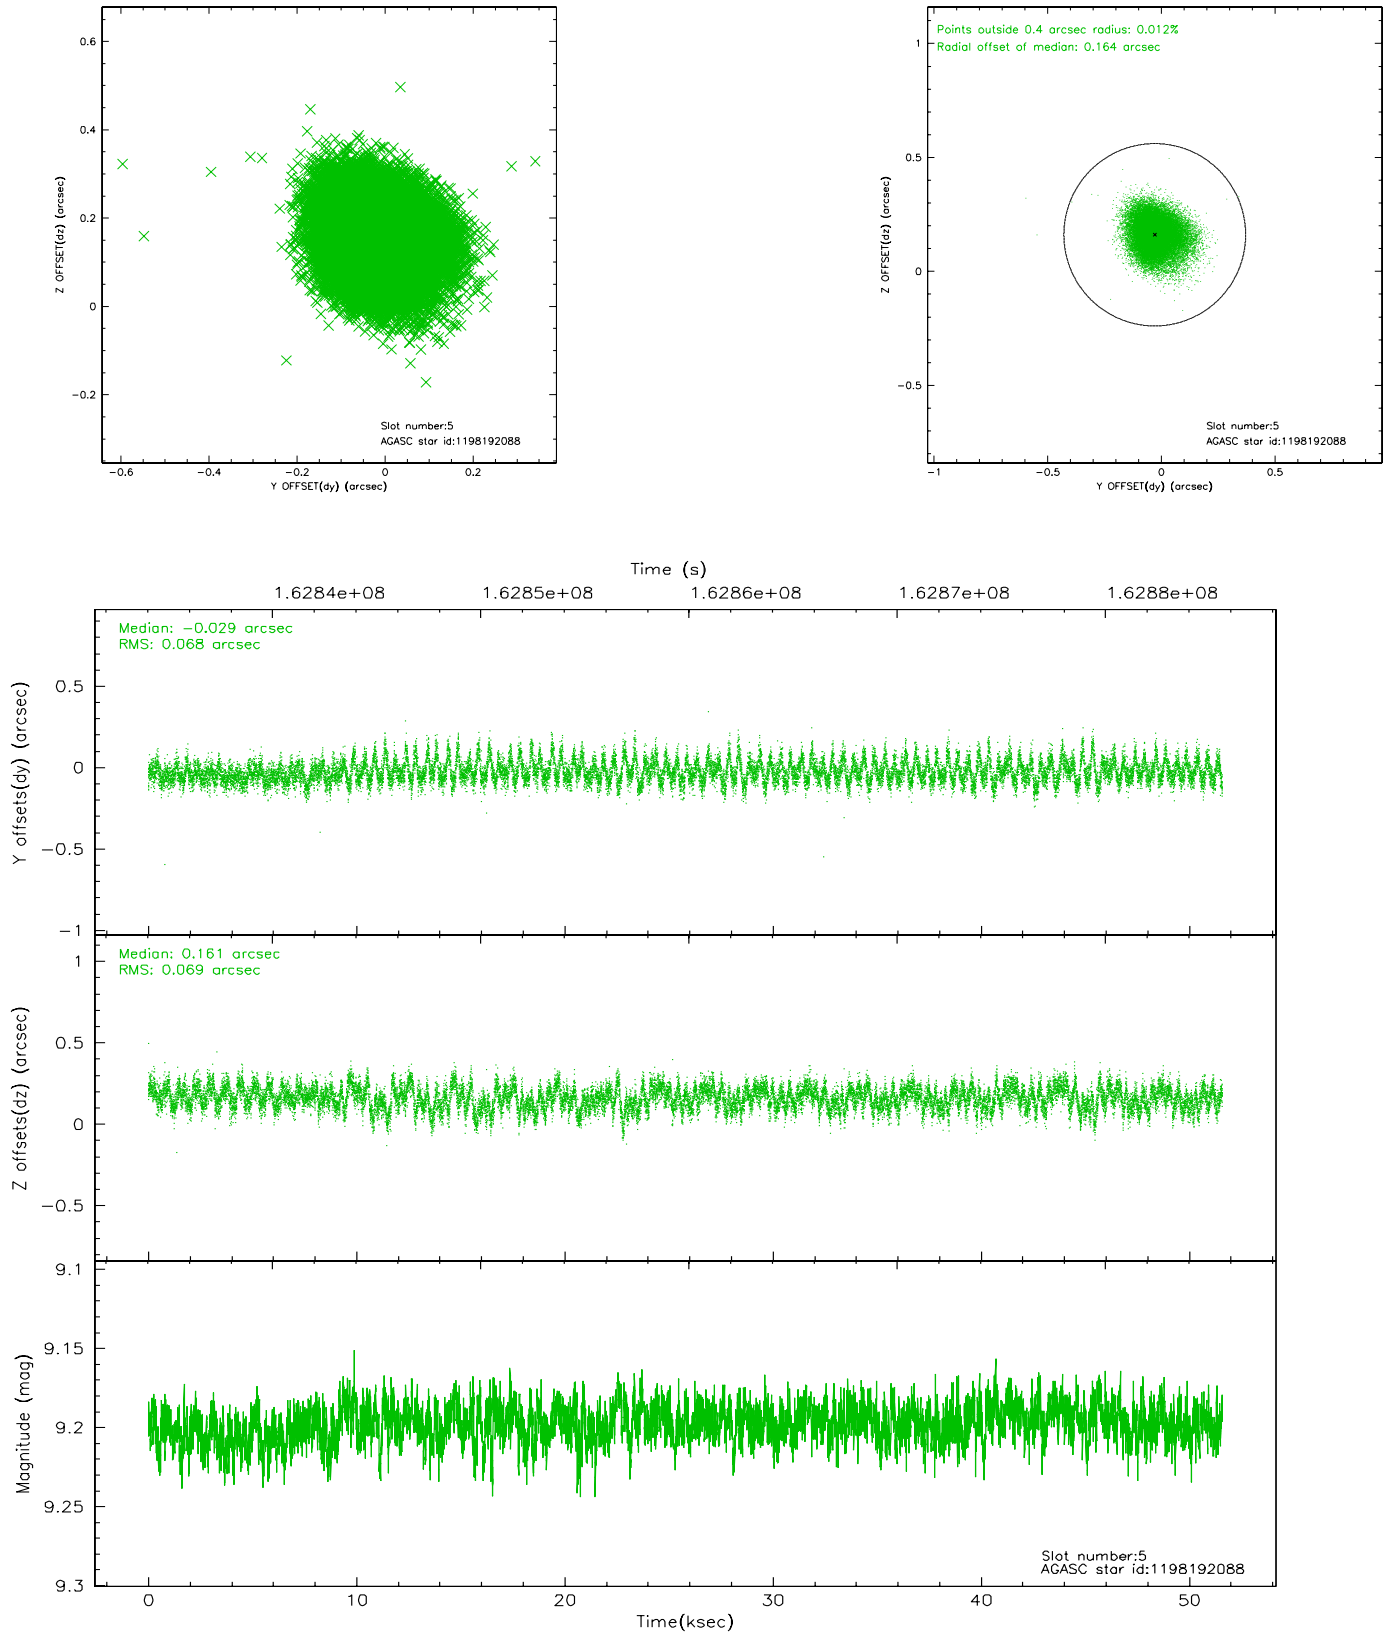 0.6
0.4
0.2
0
−0.2
−0.6 −0.4 −0.2 0 0.2
Z OFFSET(dz) (arcsec)
Y OFFSET(dy) (arcsec)
Slot number:5
AGASC star id:1198192088
Points outside 0.4 arcsec radius: 0.012%
Radial offset of median: 0.164 arcsec
1
0.5
0
−0.5
−1 −0.5 0 0.5
Z OFFSET(dz) (arcsec)
Y OFFSET(dy) (arcsec)
Slot number:5
AGASC star id:1198192088
Time (s)
1.6284e+08 1.6285e+08 1.6286e+08 1.6287e+08 1.6288e+08
Median: −0.029 arcsec
RMS: 0.068 arcsec
0.5
0
−0.5
−1
Y offsets(dy) (arcsec)
Median: 0.161 arcsec
RMS: 0.069 arcsec
1
0.5
0
−0.5
Z offsets(dz) (arcsec)
9.1
9.15
9.2
9.25
9.3
Magnitude (mag)
Slot number:5
AGASC star id:1198192088
0 10 20 30 40 50
Time(ksec)